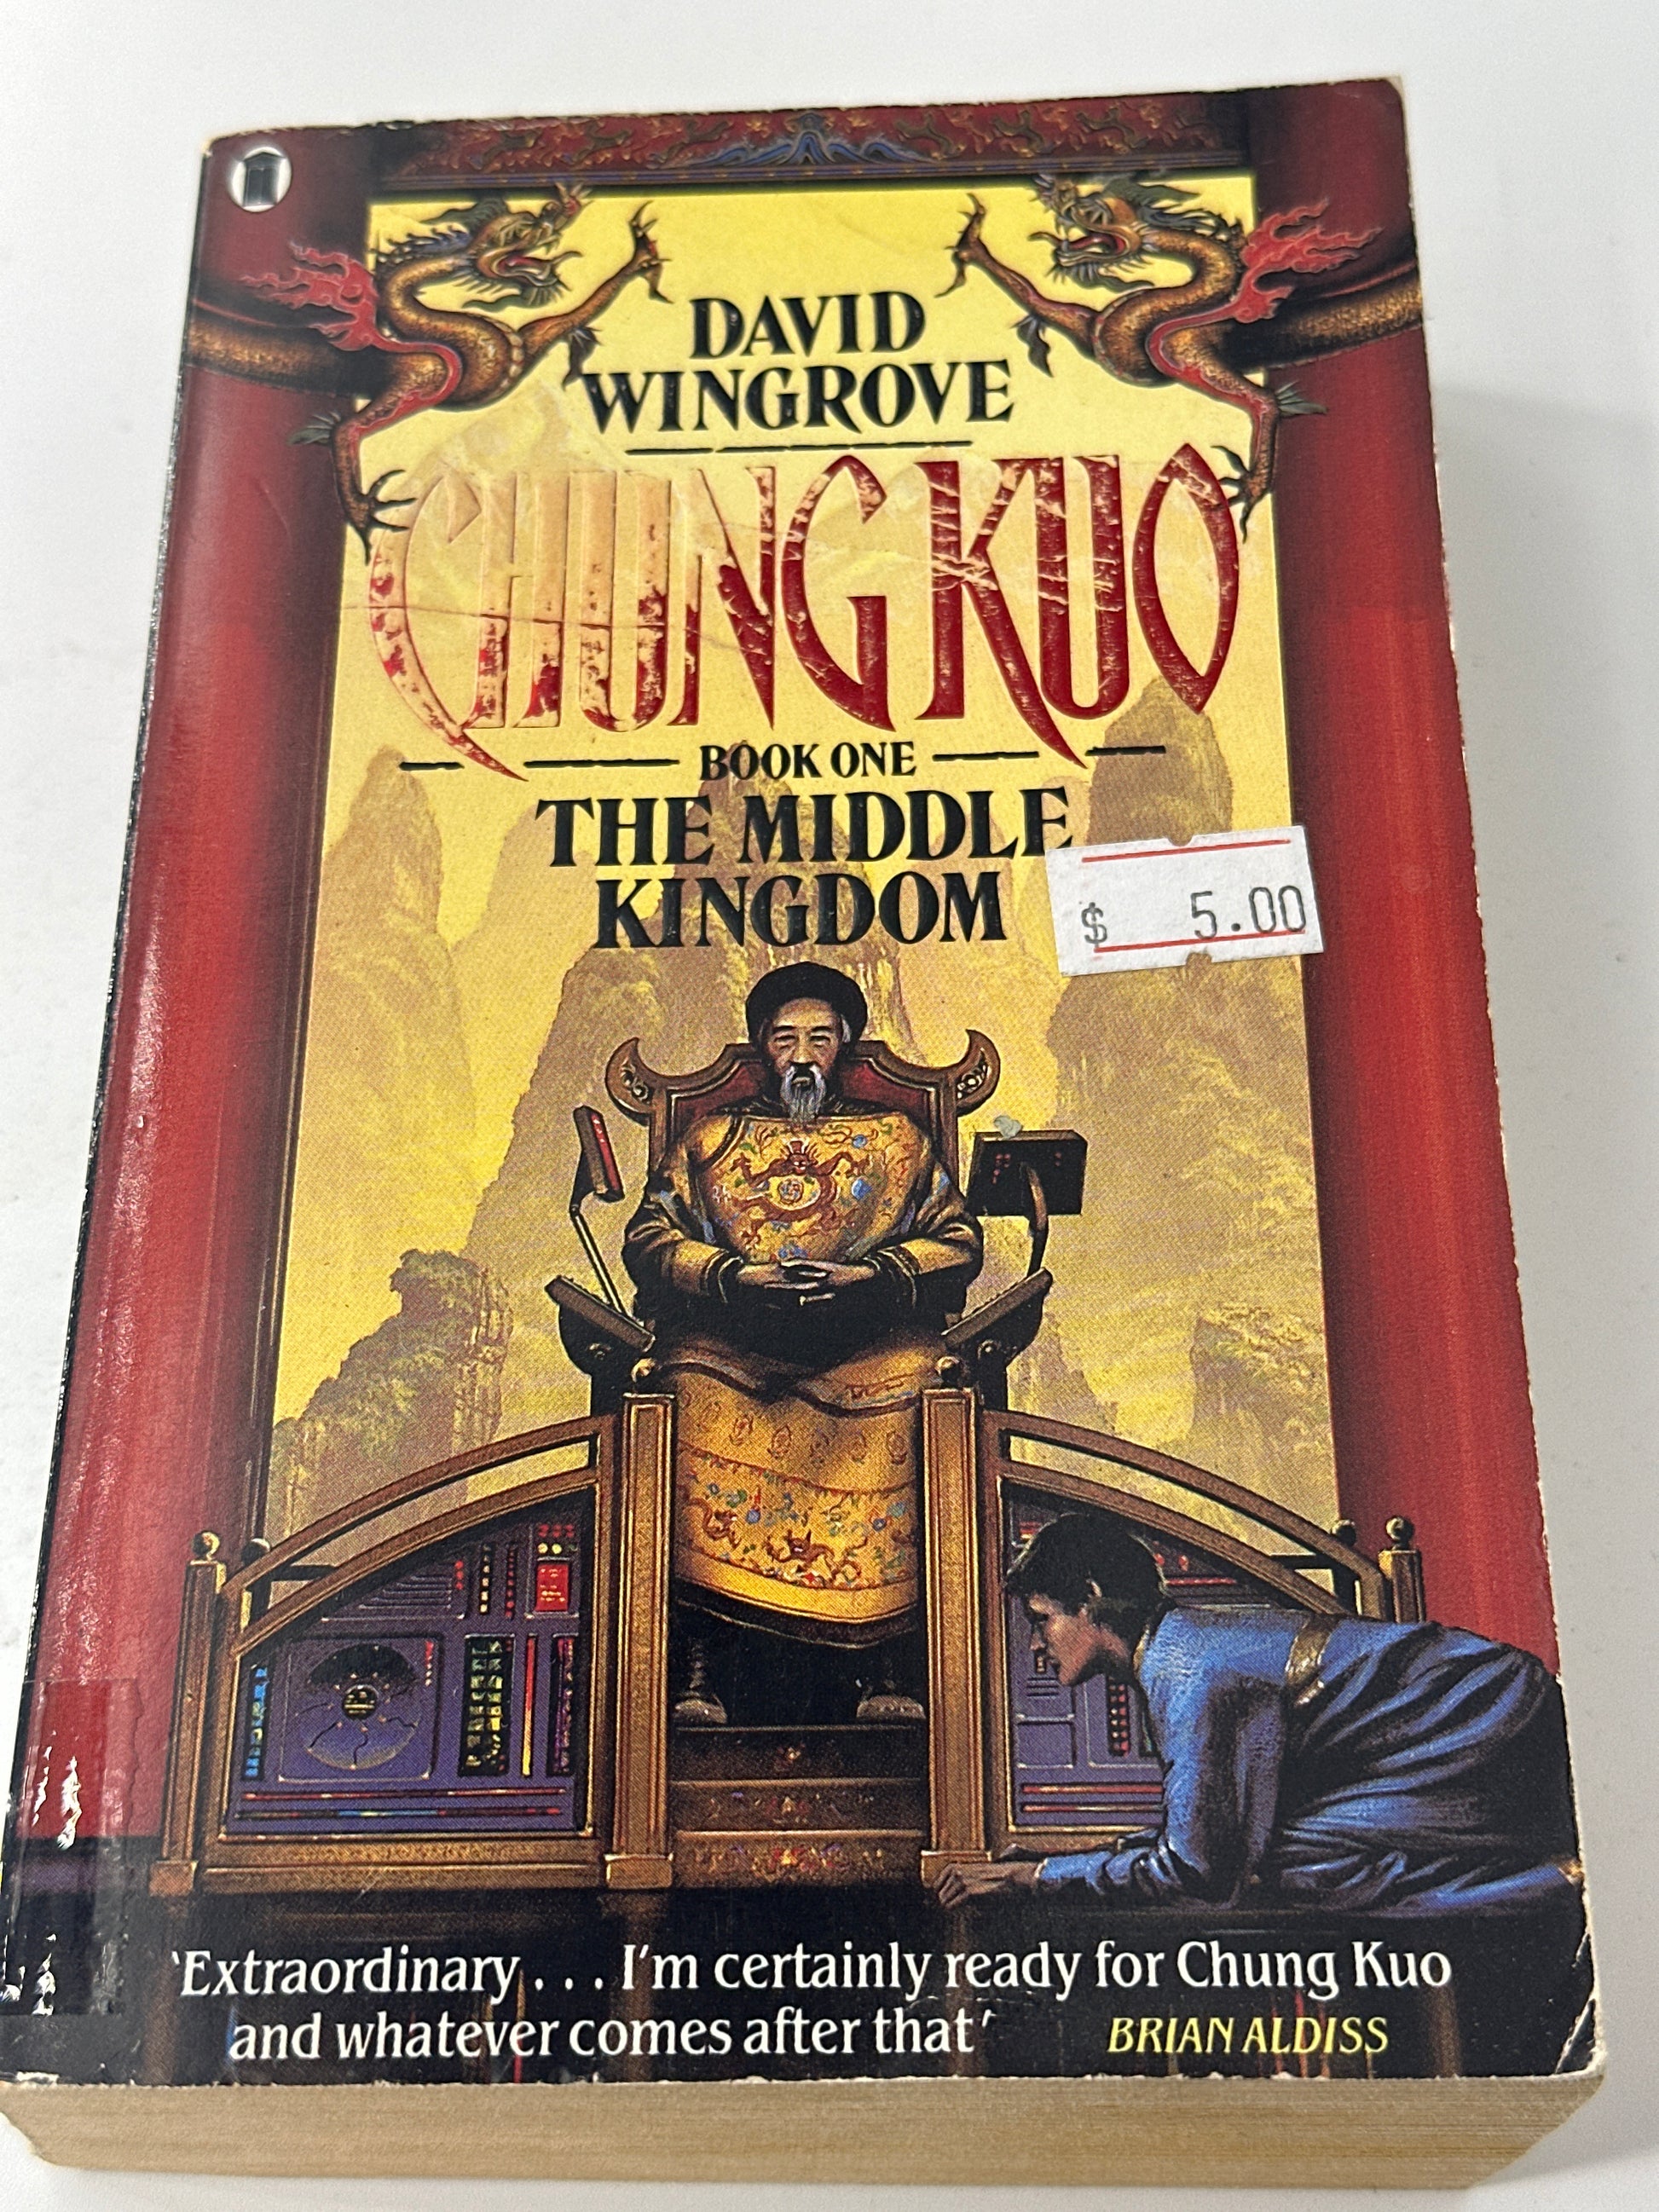 DAVID
WINGROVE
CHUNG KUO
BOOK ONE
THE MIDDLE
KINGDOM
$ 5.00
'Extraordinary . . . I'm certainly ready for Chung Kuo
and whatever comes after that' BRIAN ALDISS